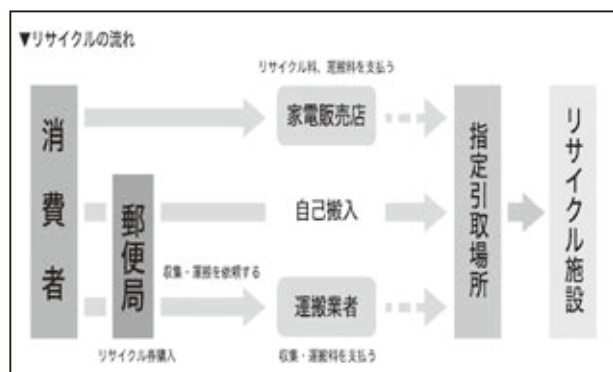 ▼リサイクルの流れ
リサイクル料、運搬料を支払う
消費者
家電販売店
郵便局
自己搬入
収集・運搬を依頼する
運搬業者
リサイクル券購入
収集・運搬料を支払う
指定引取場所
リサイクル施設